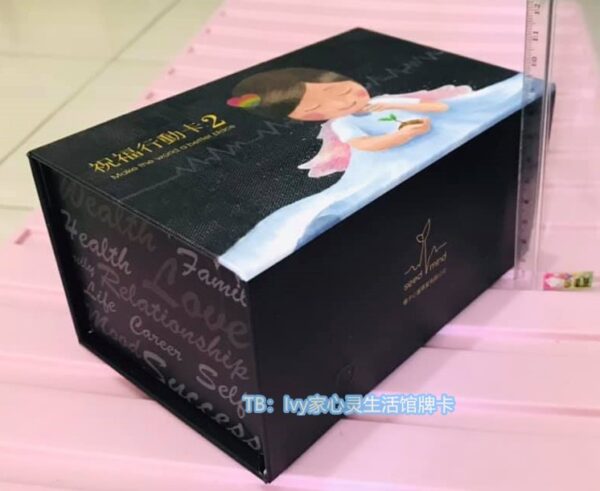 祝福行動卡2
Make the world a better place
seed mind
Wealth
Health Family
Love
Relationship
Life Career Self
Mood Success
TB：Ivy家心灵生活馆牌卡